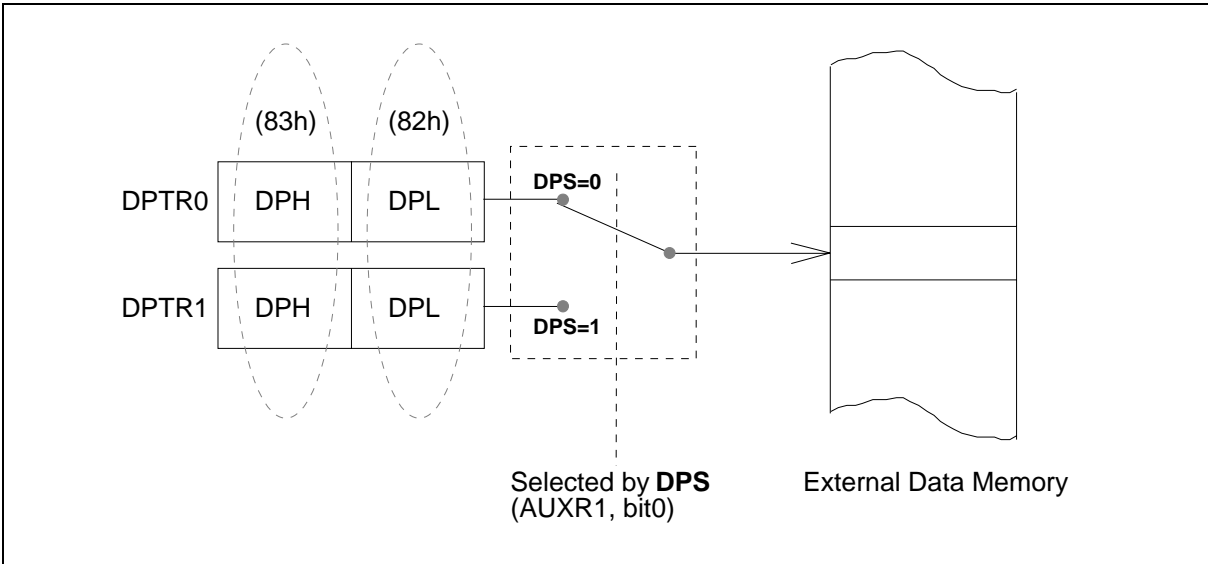 (83h) (82h)
DPTR0 DPH DPL
DPS=0
DPTR1 DPH DPL
DPS=1
Selected by DPS
(AUXR1, bit0)
External Data Memory